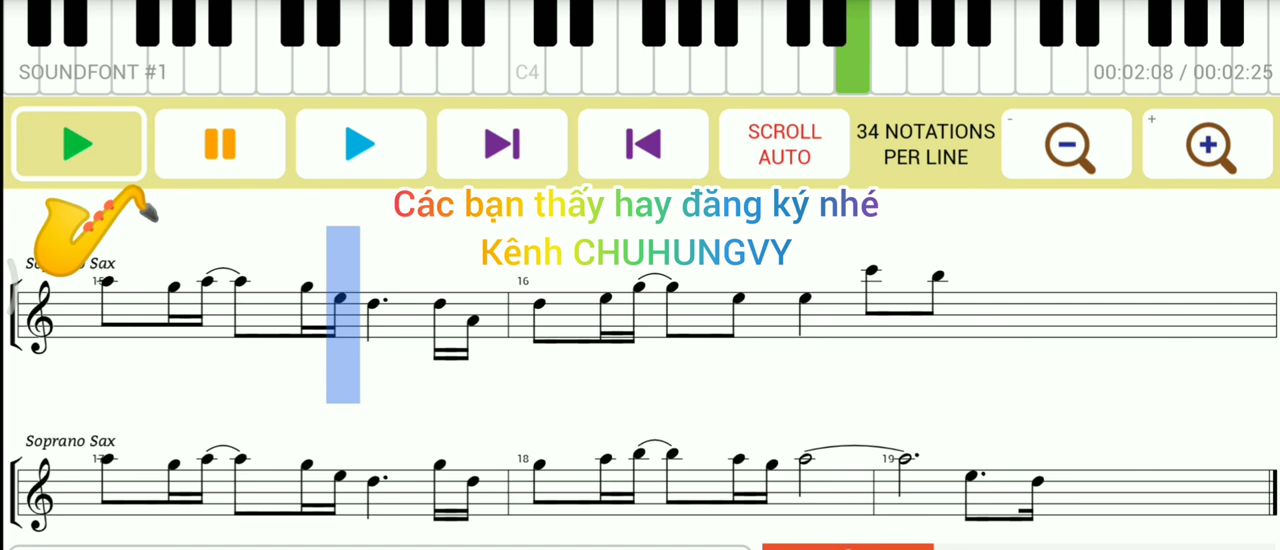 SOUNDFONT #1
C4
00:02:08 / 00:02:25
SCROLL
AUTO
34 NOTATIONS
PER LINE
-
+
Các bạn thấy hay đăng ký nhé
Kênh CHUHUNGVY
Sax
15
16
Soprano Sax
17
18
19